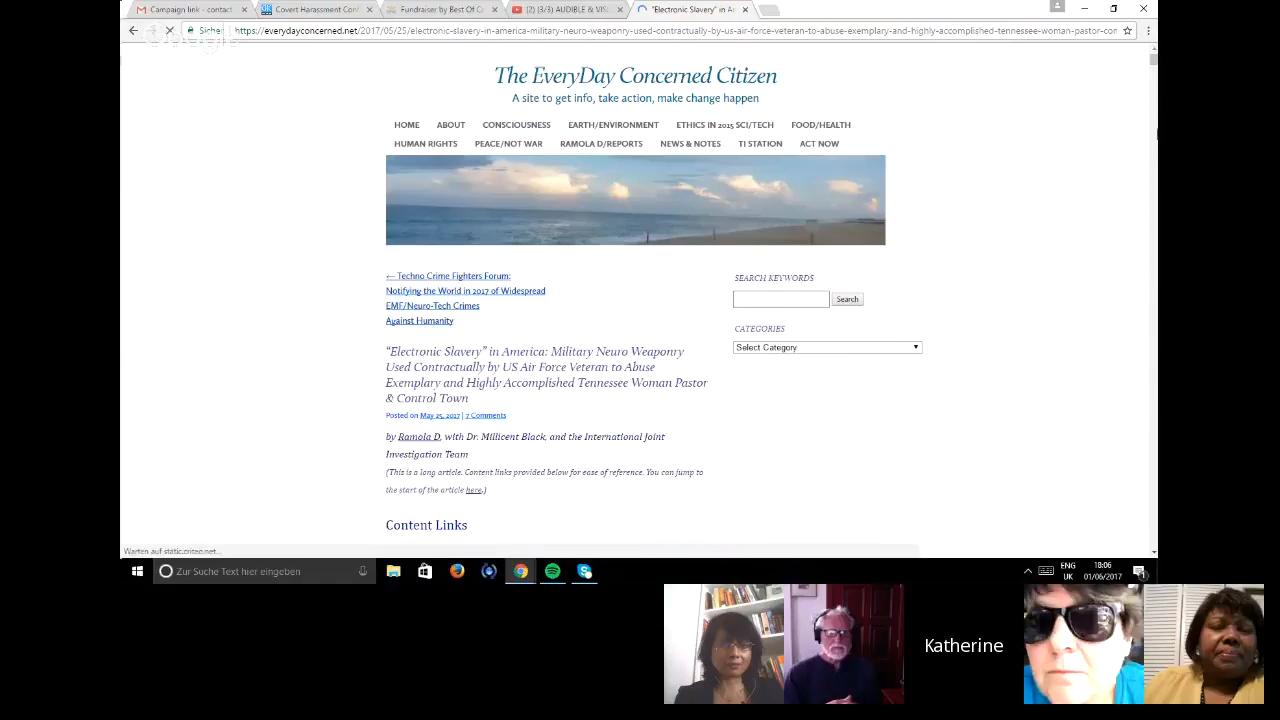 Campaign link - contact
Covert Harassment Conf
Fundraiser by Best Of C
(2) (3/3) AUDIBLE & VIS
"Electronic Slavery" in A
https://everydayconcerned.net/2017/05/25/electronic-slavery-in-america-military-neuro-weaponry-used-contractually-by-us-air-force-veteran-to-abuse-exemplary-and-highly-accomplished-tennessee-woman-pastor-con
The EveryDay Concerned Citizen
A site to get info, take action, make change happen
HOME ABOUT CONSCIOUSNESS EARTH/ENVIRONMENT ETHICS IN 2015 SCI/TECH FOOD/HEALTH
HUMAN RIGHTS PEACE/NOT WAR RAMOLA D/REPORTS NEWS & NOTES TI STATION ACT NOW
← Techno Crime Fighters Forum:
Notifying the World in 2017 of Widespread
EMF/Neuro-Tech Crimes
Against Humanity
SEARCH KEYWORDS
Search
CATEGORIES
Select Category
"Electronic Slavery" in America: Military Neuro Weaponry
Used Contractually by US Air Force Veteran to Abuse
Exemplary and Highly Accomplished Tennessee Woman Pastor
& Control Town
Posted on May 25, 2017 | 7 Comments
by Ramola D, with Dr. Millicent Black, and the International Joint
Investigation Team
(This is a long article. Content links provided below for ease of reference. You can jump to
the start of the article here.)
Content Links
Warten auf static.criteo.net...
Zur Suche Text hier eingeben
ENG
UK
18:06
01/06/2017
Katherine